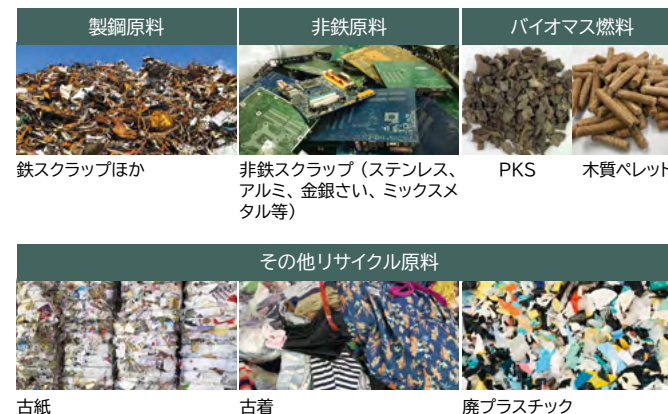 製鋼原料
非鉄原料
バイオマス燃料
鉄スクラップほか
非鉄スクラップ（ステンレス、
アルミ、金銀さい、ミックスメ
タル等）
PKS
木質ペレット
その他リサイクル原料
古紙
古着
廃プラスチック